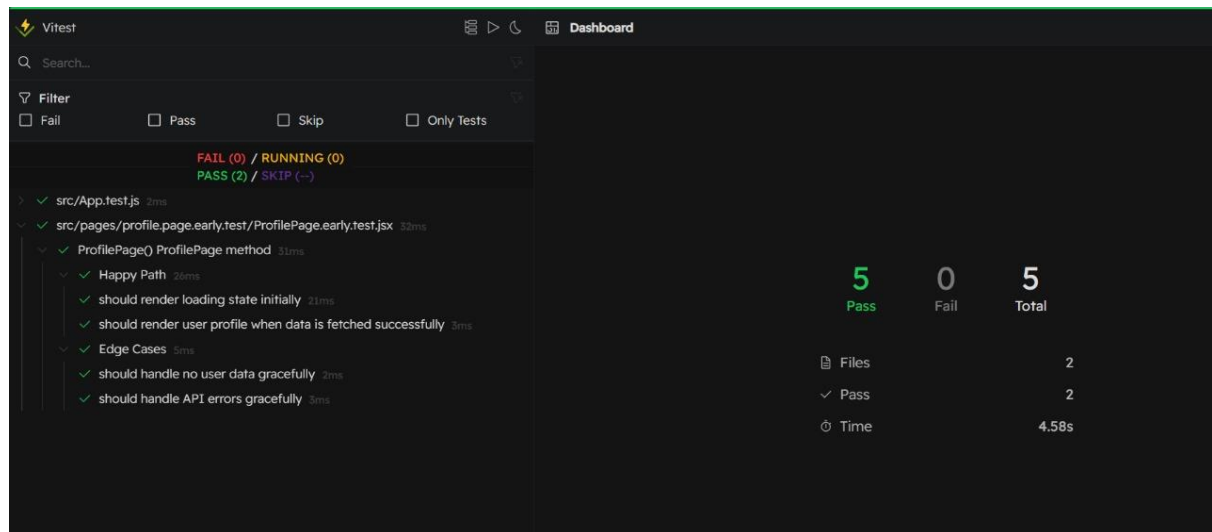 Vitest
Search...
Filter
Fail Pass Skip Only Tests
FAIL (0) / RUNNING (0)
PASS (2) / SKIP (--)
src/App.test.js 2ms
src/pages/profile.page.early.test/ProfilePage.early.test.jsx 32ms
ProfilePage() ProfilePage method 31ms
Happy Path 26ms
should render loading state initially 21ms
should render user profile when data is fetched successfully 3ms
Edge Cases 5ms
should handle no user data gracefully 2ms
should handle API errors gracefully 3ms
Dashboard
5 0 5
Pass Fail Total
Files 2
Pass 2
Time 4.58s